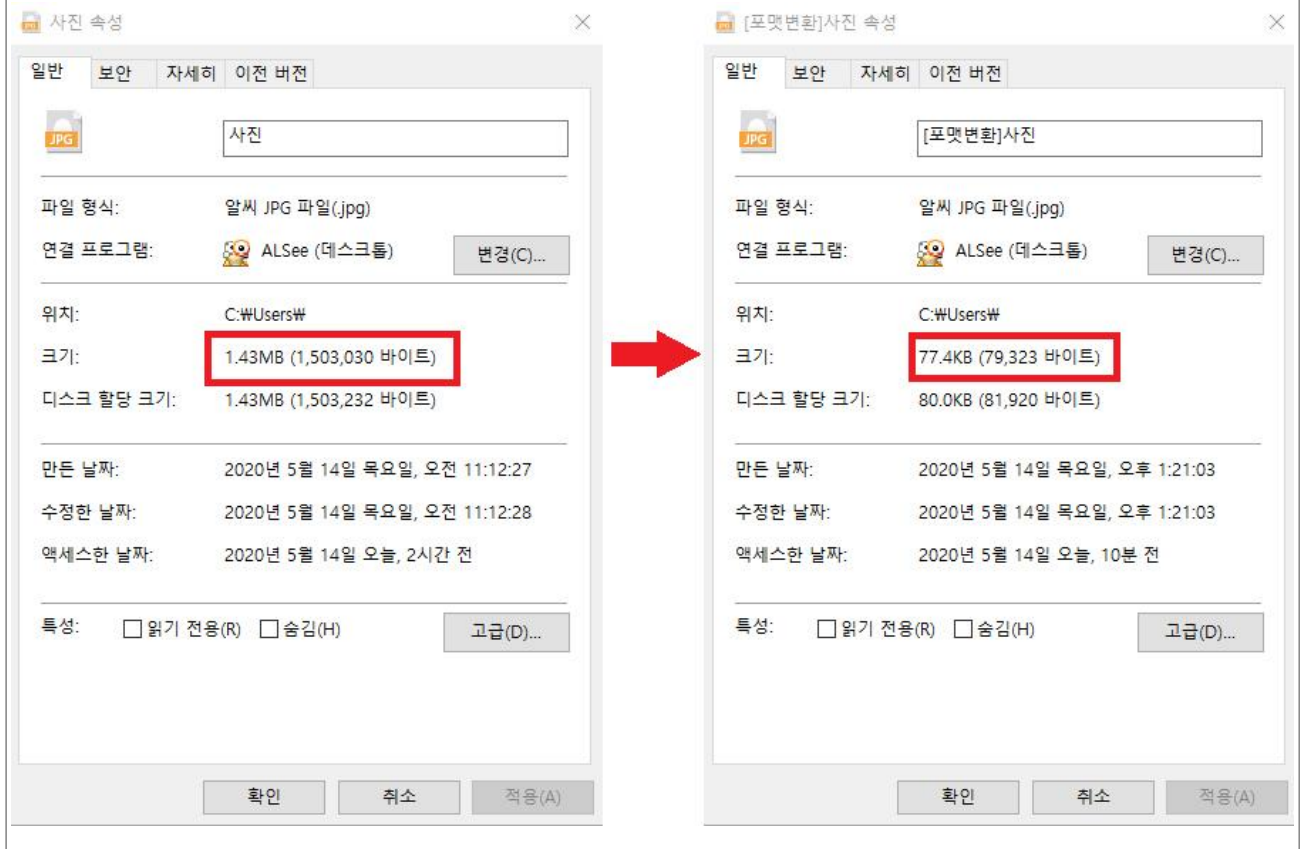 사진 속성
일반 보안 자세히 이전 버전
JPG
사진
파일 형식: 알씨 JPG 파일(.jpg)
연결 프로그램: ALSee (데스크톱) 변경(C)...
위치: C:₩Users₩
크기: 1.43MB (1,503,030 바이트)
디스크 할당 크기: 1.43MB (1,503,232 바이트)
만든 날짜: 2020년 5월 14일 목요일, 오전 11:12:27
수정한 날짜: 2020년 5월 14일 목요일, 오전 11:12:28
액세스한 날짜: 2020년 5월 14일 오늘, 2시간 전
특성: 읽기 전용(R) 숨김(H) 고급(D)...
확인 취소 적용(A)
[포맷변환]사진 속성
일반 보안 자세히 이전 버전
JPG
[포맷변환]사진
파일 형식: 알씨 JPG 파일(.jpg)
연결 프로그램: ALSee (데스크톱) 변경(C)...
위치: C:₩Users₩
크기: 77.4KB (79,323 바이트)
디스크 할당 크기: 80.0KB (81,920 바이트)
만든 날짜: 2020년 5월 14일 목요일, 오후 1:21:03
수정한 날짜: 2020년 5월 14일 목요일, 오후 1:21:03
액세스한 날짜: 2020년 5월 14일 오늘, 10분 전
특성: 읽기 전용(R) 숨김(H) 고급(D)...
확인 취소 적용(A)